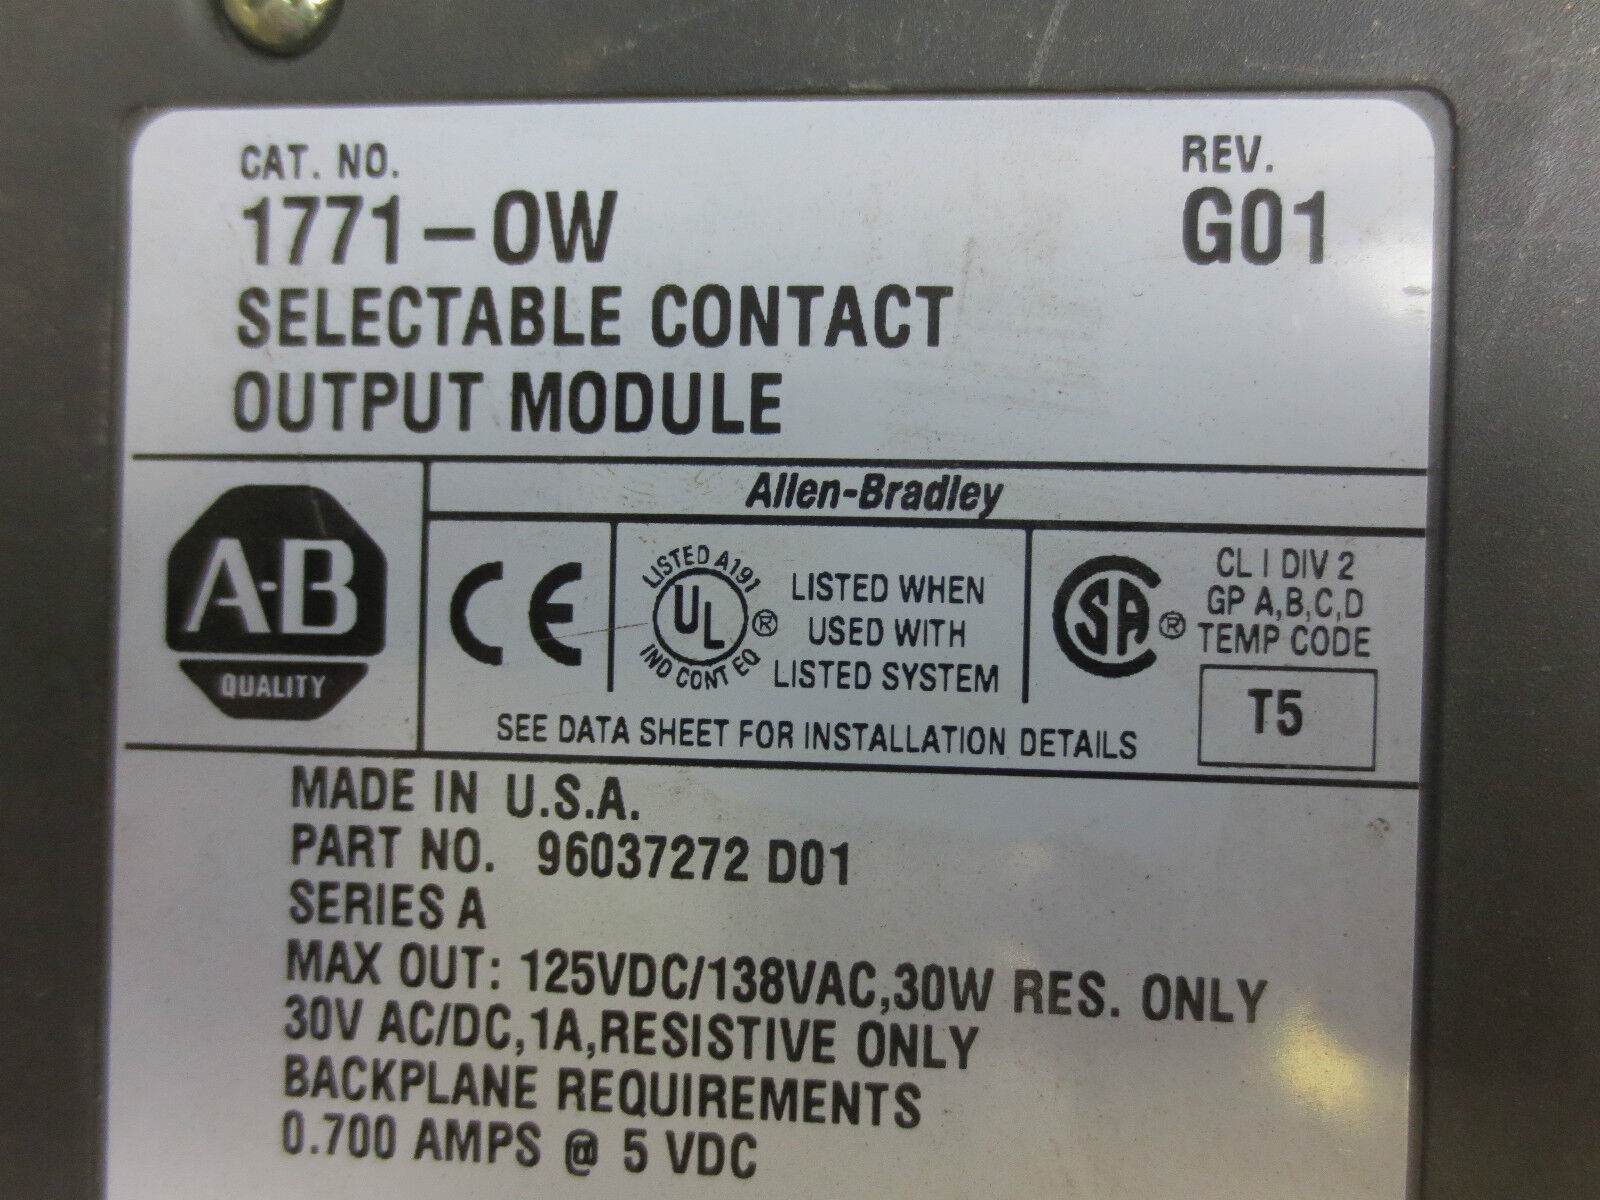 CAT. NO.
1771-OW
REV.
G01
SELECTABLE CONTACT
OUTPUT MODULE
Allen-Bradley
A-B
QUALITY
CE
LISTED A191
UL ®
IND CONT EQ
LISTED WHEN
USED WITH
LISTED SYSTEM
SA ®
CL I DIV 2
GP A,B,C,D
TEMP CODE
T5
SEE DATA SHEET FOR INSTALLATION DETAILS
MADE IN U.S.A.
PART NO. 96037272 D01
SERIES A
MAX OUT: 125VDC/138VAC,30W RES. ONLY
30V AC/DC,1A,RESISTIVE ONLY
BACKPLANE REQUIREMENTS
0.700 AMPS @ 5 VDC